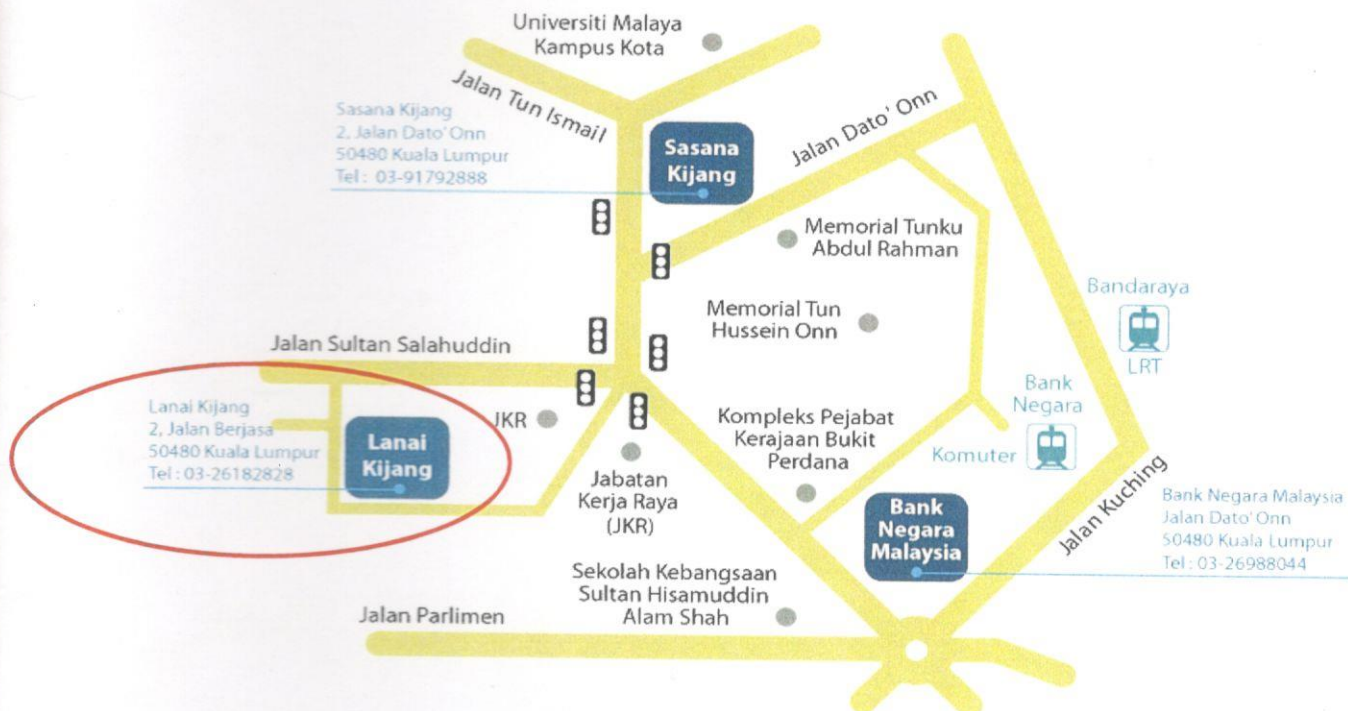 Universiti Malaya
Kampus Kota
Jalan Tun Ismail
Sasana Kijang
2, Jalan Dato' Onn
50480 Kuala Lumpur
Tel : 03-91792888
Sasana
Kijang
Jalan Dato' Onn
Memorial Tunku
Abdul Rahman
Memorial Tun
Hussein Onn
Bandaraya
LRT
Jalan Sultan Salahuddin
Lanai Kijang
2, Jalan Berjasa
50480 Kuala Lumpur
Tel : 03-26182828
Lanai
Kijang
JKR
Jabatan
Kerja Raya
(JKR)
Kompleks Pejabat
Kerajaan Bukit
Perdana
Bank
Negara
Komuter
Bank
Negara
Malaysia
Jalan Kuching
Bank Negara Malaysia
Jalan Dato' Onn
50480 Kuala Lumpur
Tel : 03-26988044
Sekolah Kebangsaan
Sultan Hisamuddin
Alam Shah
Jalan Parlimen